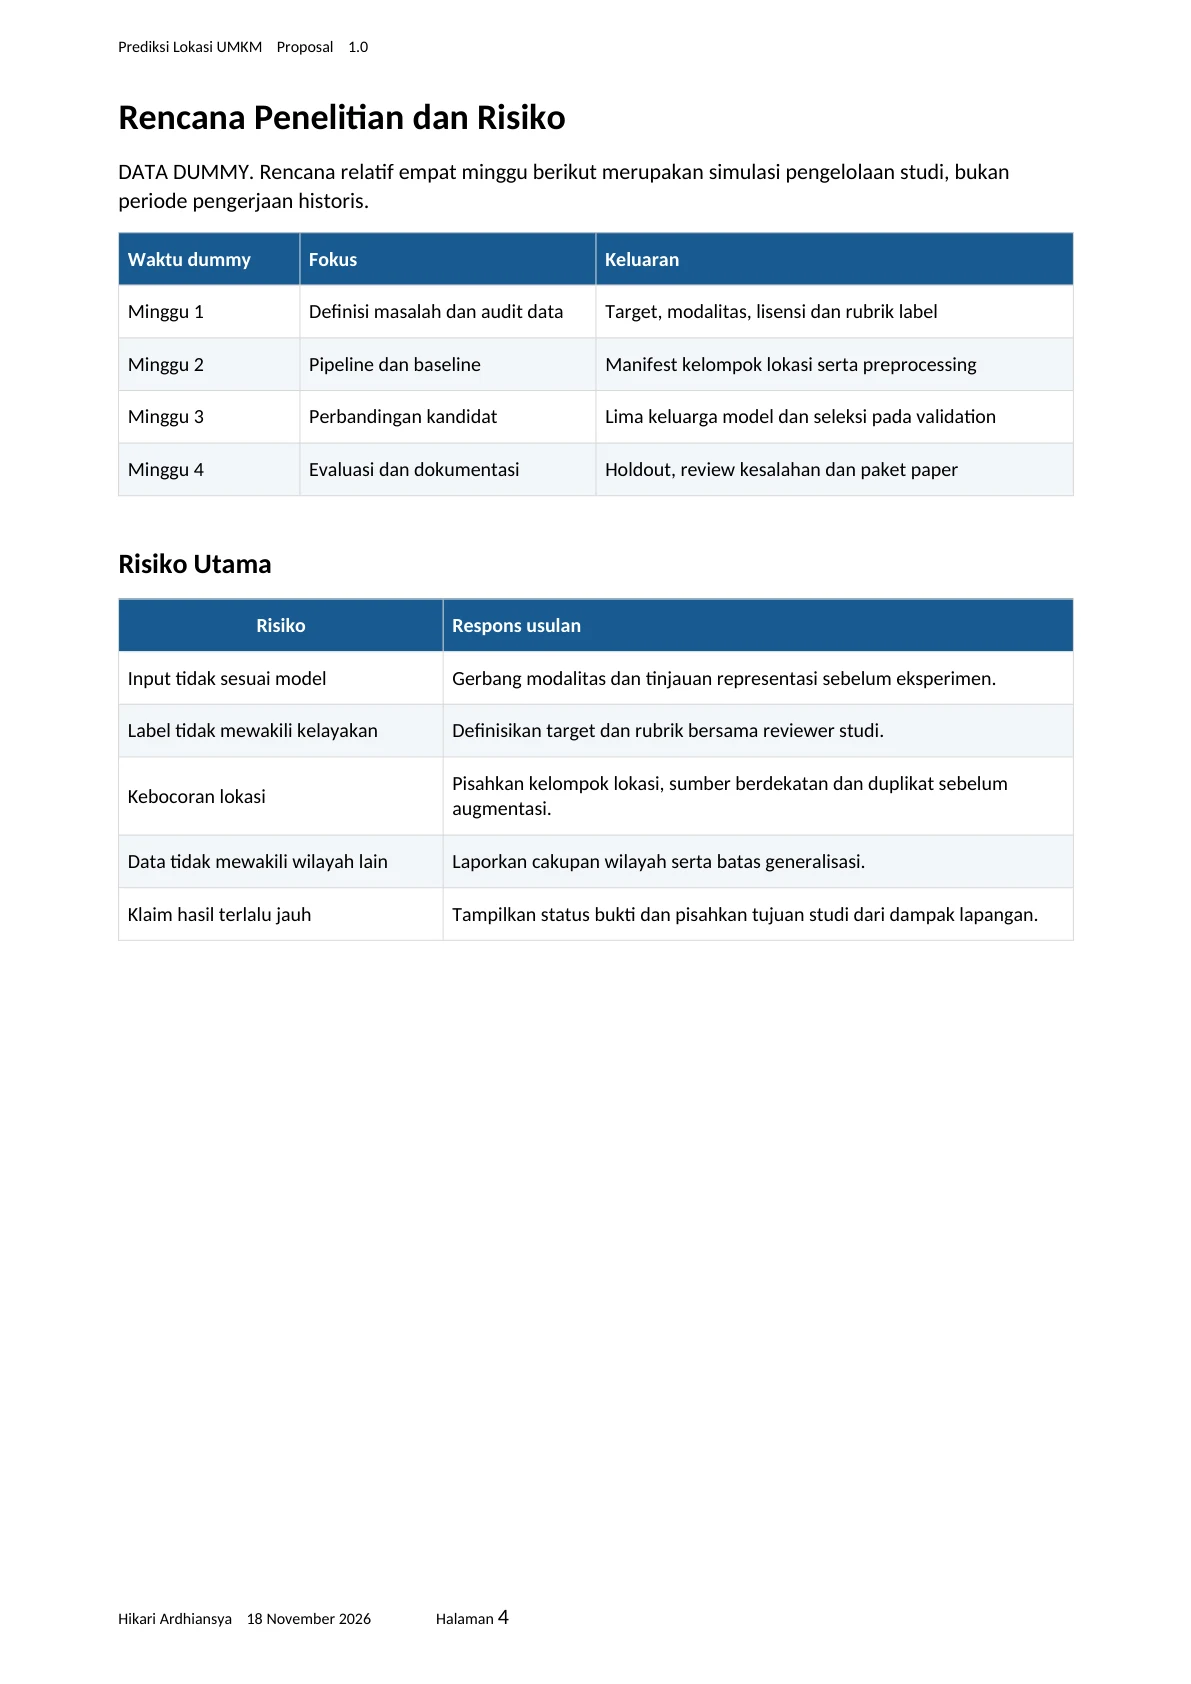 Prediksi Lokasi UMKM Proposal 1.0
Rencana Penelitian dan Risiko
DATA DUMMY. Rencana relatif empat minggu berikut merupakan simulasi pengelolaan studi, bukan
periode pengerjaan historis.
Waktu dummy Fokus Keluaran
Minggu 1 Definisi masalah dan audit data Target, modalitas, lisensi dan rubrik label
Minggu 2 Pipeline dan baseline Manifest kelompok lokasi serta preprocessing
Minggu 3 Perbandingan kandidat Lima keluarga model dan seleksi pada validation
Minggu 4 Evaluasi dan dokumentasi Holdout, review kesalahan dan paket paper
Risiko Utama
Risiko Respons usulan
Input tidak sesuai model Gerbang modalitas dan tinjauan representasi sebelum eksperimen.
Label tidak mewakili kelayakan Definisikan target dan rubrik bersama reviewer studi.
Kebocoran lokasi Pisahkan kelompok lokasi, sumber berdekatan dan duplikat sebelum
augmentasi.
Data tidak mewakili wilayah lain Laporkan cakupan wilayah serta batas generalisasi.
Klaim hasil terlalu jauh Tampilkan status bukti dan pisahkan tujuan studi dari dampak lapangan.
Hikari Ardhiansya 18 November 2026 Halaman 4